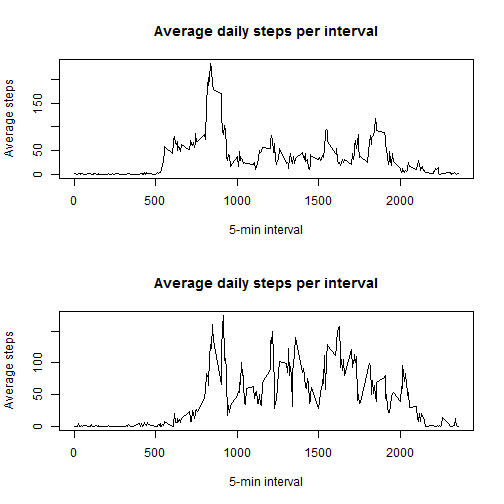 Average daily steps per interval
Average steps
0 50 150
0 500 1000 1500 2000
5-min interval
Average daily steps per interval
Average steps
0 50 100
0 500 1000 1500 2000
5-min interval